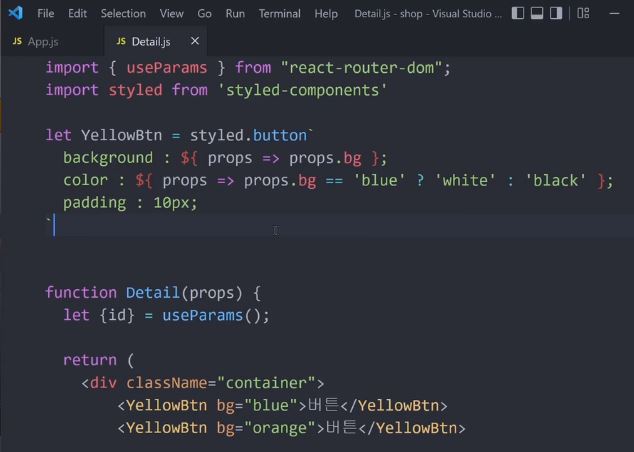 File Edit Selection View Go Run Terminal Help Detail.js - shop - Visual Studio ...
JS App.js JS Detail.js ×
import { useParams } from "react-router-dom";
import styled from 'styled-components'
let YellowBtn = styled.button`
background : ${ props => props.bg };
color : ${ props => props.bg == 'blue' ? 'white' : 'black' };
padding : 10px;
`
function Detail(props) {
let {id} = useParams();
return (
<div className="container">
<YellowBtn bg="blue">버튼</YellowBtn>
<YellowBtn bg="orange">버튼</YellowBtn>